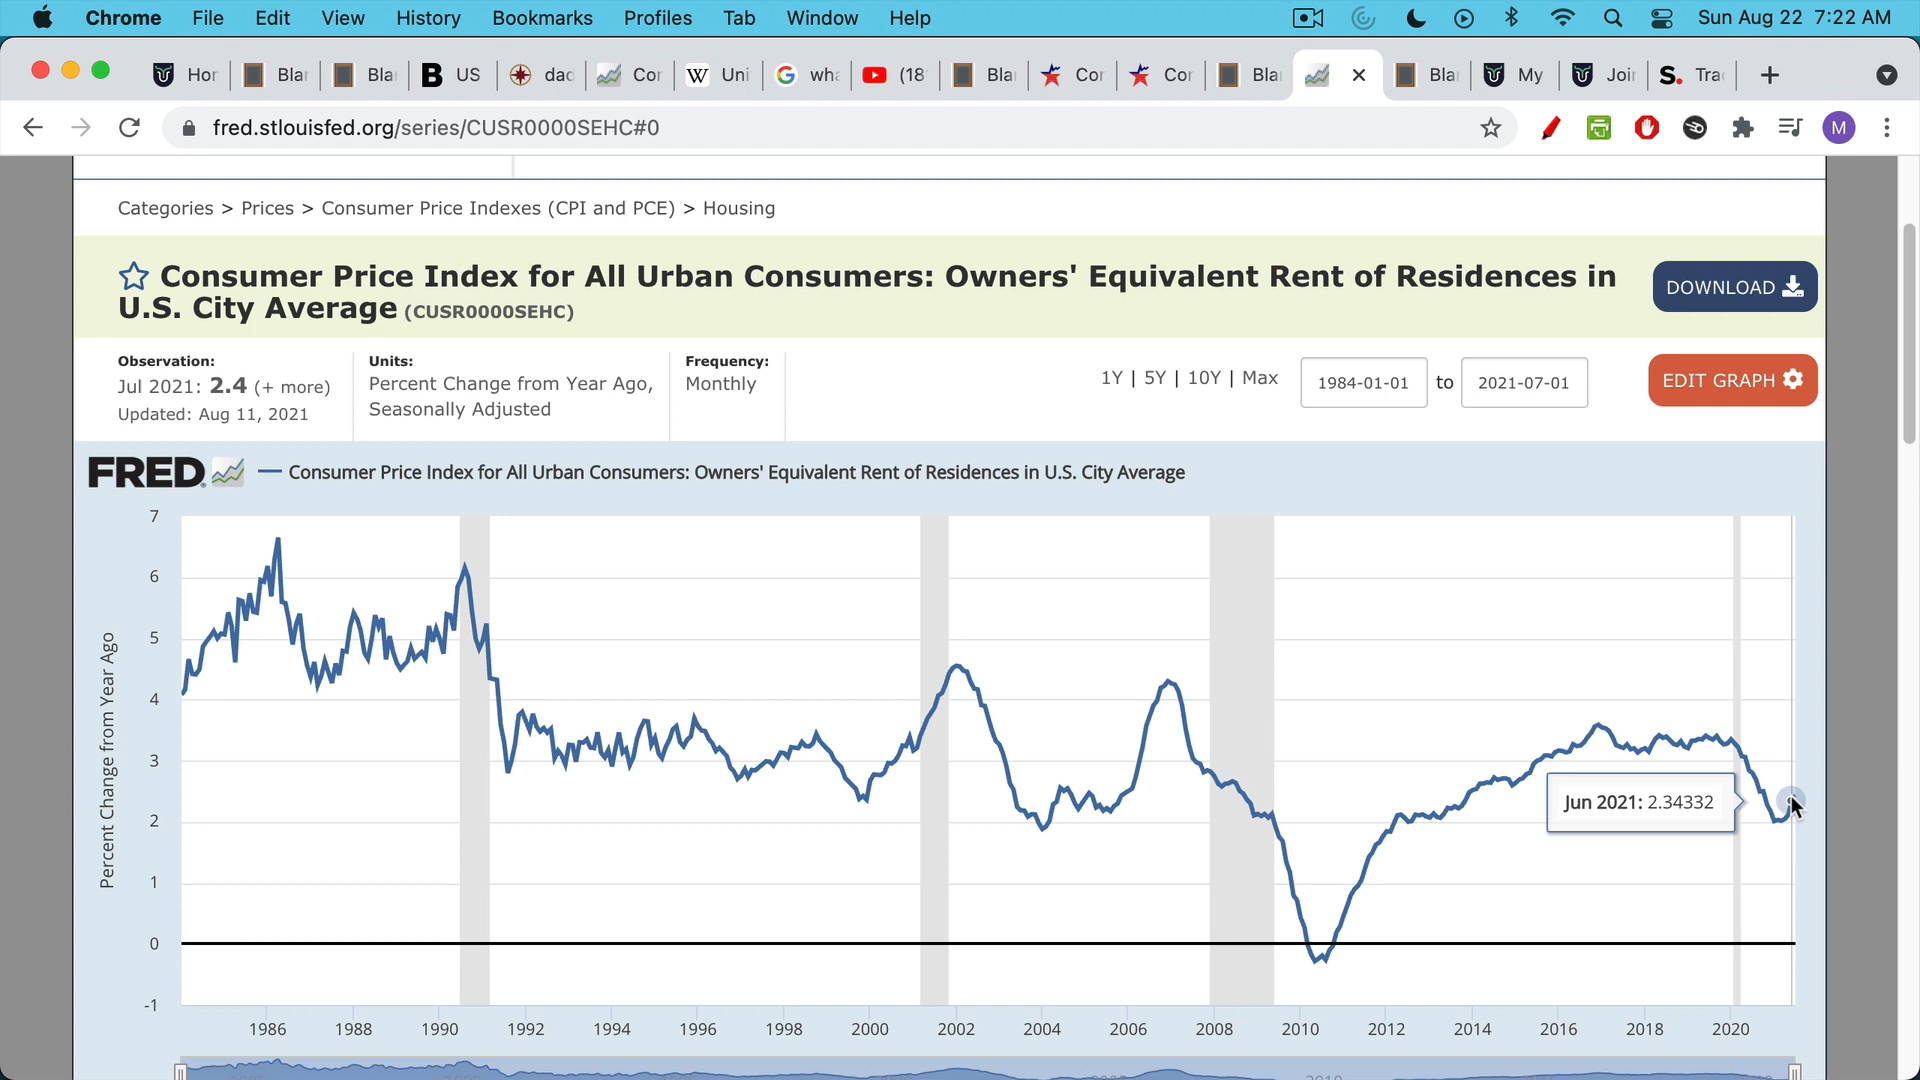 Chrome File Edit View History Bookmarks Profiles Tab Window Help Sun Aug 22 7:22 AM
Hor Blar Bla B US dad Cor W Uni G wha (18 Blar Cor Cor Blar Blar My Join S. Tra
fred.stlouisfed.org/series/CUSR0000SEHC#0 M
Categories > Prices > Consumer Price Indexes (CPI and PCE) > Housing
Consumer Price Index for All Urban Consumers: Owners' Equivalent Rent of Residences in
U.S. City Average (CUSR0000SEHC)
DOWNLOAD
Observation: Units: Frequency:
Jul 2021: 2.4 (+ more) Percent Change from Year Ago, Monthly
Updated: Aug 11, 2021 Seasonally Adjusted
1Y | 5Y | 10Y | Max 1984-01-01 to 2021-07-01 EDIT GRAPH
FRED Consumer Price Index for All Urban Consumers: Owners' Equivalent Rent of Residences in U.S. City Average
Percent Change from Year Ago
7
6
5
4
3
2
1
0
-1
Jun 2021: 2.34332
1986 1988 1990 1992 1994 1996 1998 2000 2002 2004 2006 2008 2010 2012 2014 2016 2018 2020